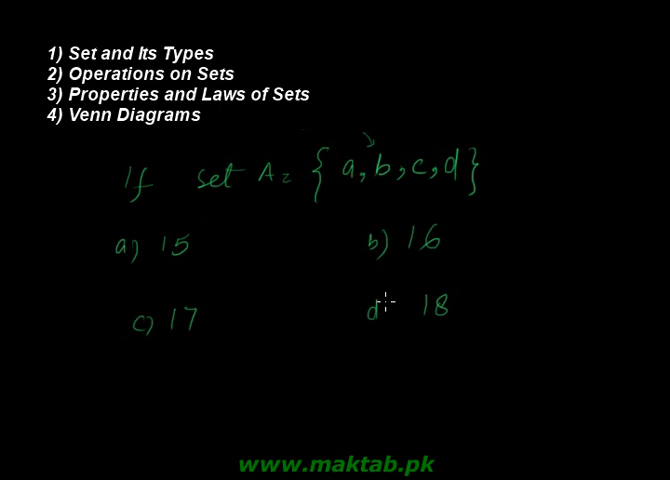 1) Set and Its Types
2) Operations on Sets
3) Properties and Laws of Sets
4) Venn Diagrams
If set A = { a, b, c, d }
a) 15 b) 16
c) 17 d 18
www.maktab.pk